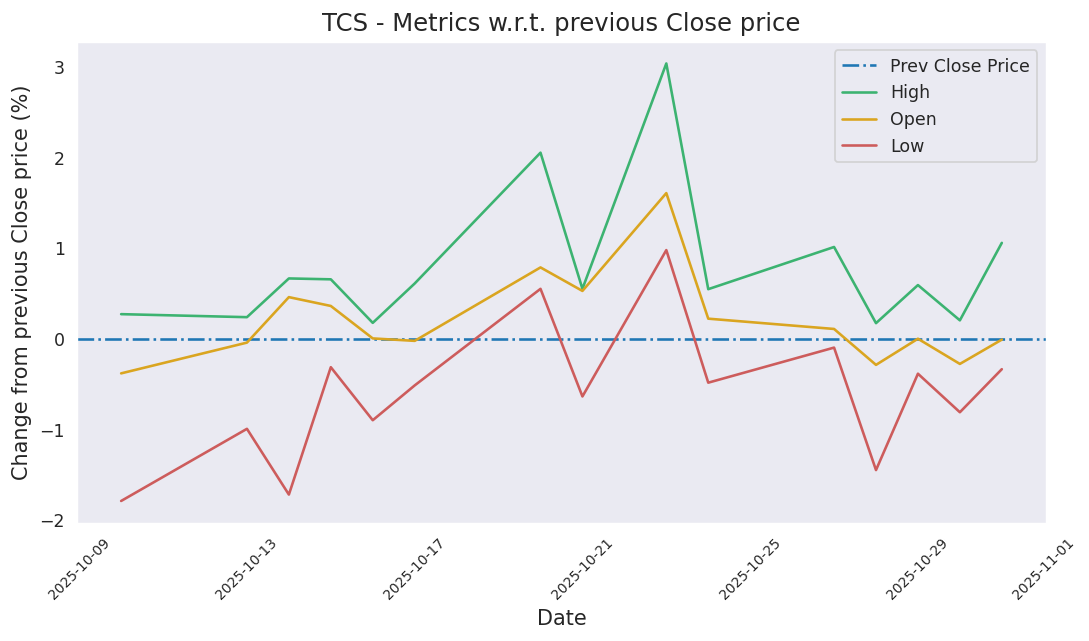 TCS - Metrics w.r.t. previous Close price
Change from previous Close price (%)
3
2
1
0
−1
−2
Prev Close Price
High
Open
Low
2025-10-09
2025-10-13
2025-10-17
2025-10-21
2025-10-25
2025-10-29
2025-11-01
Date